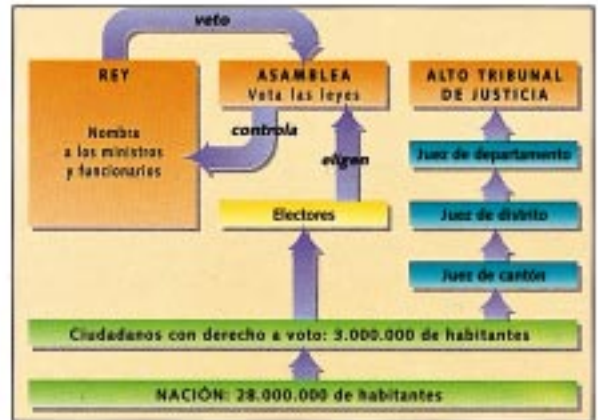 veto
REY
Nombra
a los ministros
y funcionarios
ASAMBLEA
Vota las leyes
ALTO TRIBUNAL
DE JUSTICIA
controla
eligen
Juez de departamento
Electores
Juez de distrito
Juez de cantón
Ciudadanos con derecho a voto: 3.000.000 de habitantes
NACIÓN: 28.000.000 de habitantes